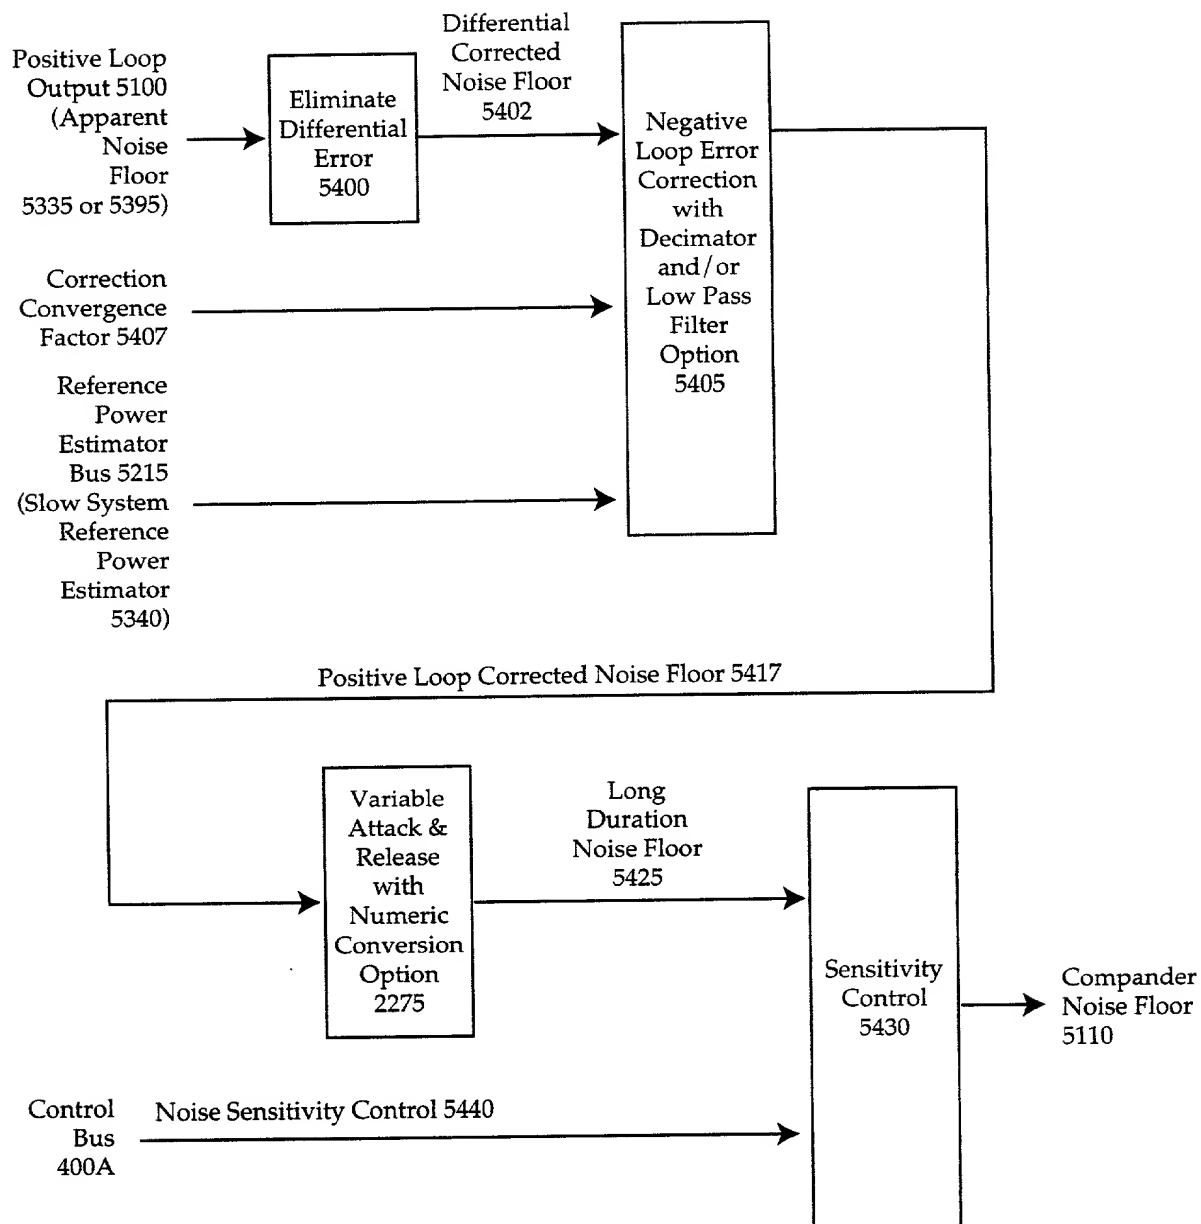 Positive Loop
Output 5100
(Apparent
Noise
Floor
5335 or 5395)
Eliminate
Differential
Error
5400
Differential
Corrected
Noise Floor
5402
Negative
Loop Error
Correction
with
Decimator
and/or
Low Pass
Filter
Option
5405
Correction
Convergence
Factor 5407
Reference
Power
Estimator
Bus 5215
(Slow System
Reference
Power
Estimator
5340)
Positive Loop Corrected Noise Floor 5417
Variable
Attack &
Release
with
Numeric
Conversion
Option
2275
Long
Duration
Noise Floor
5425
Sensitivity
Control
5430
Compander
Noise Floor
5110
Control
Bus
400A
Noise Sensitivity Control 5440